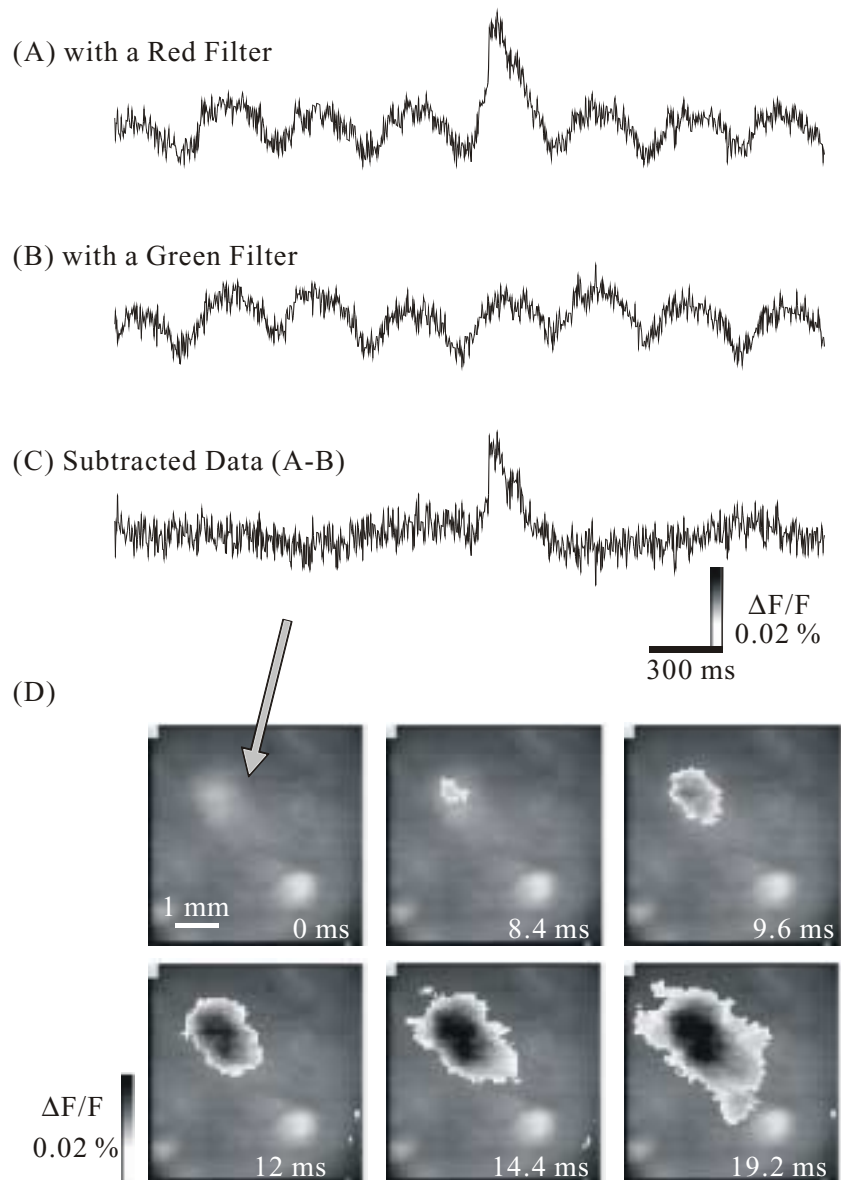 (A) with a Red Filter
(B) with a Green Filter
(C) Subtracted Data (A-B)
ΔF/F
0.02 %
300 ms
(D)
1 mm
0 ms
8.4 ms
9.6 ms
ΔF/F
0.02 %
12 ms
14.4 ms
19.2 ms